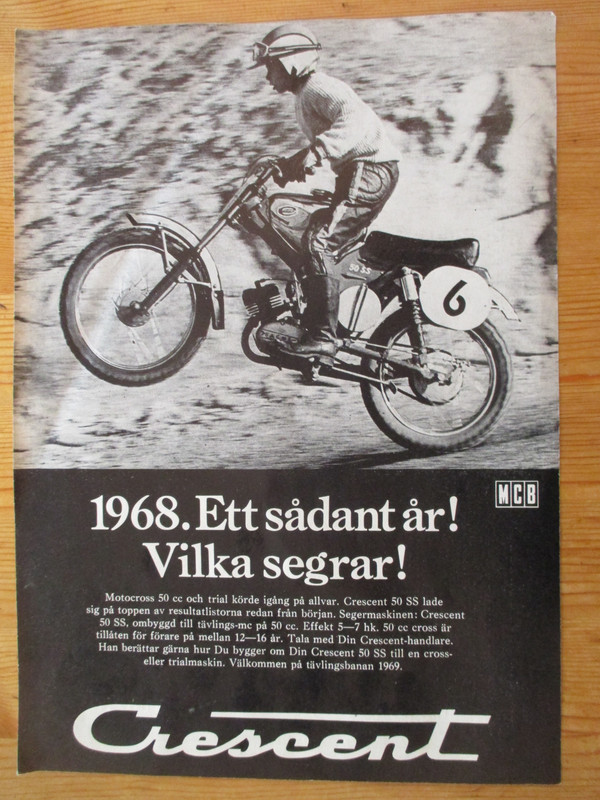 50 SS
6
MCB
1968. Ett sådant år!
Vilka segrar!
Motocross 50 cc och trial körde igång på allvar. Crescent 50 SS lade
sig på toppen av resultatlistorna redan från början. Segermaskinen: Crescent
50 SS, ombyggd till tävlings-mc på 50 cc. Effekt 5—7 hk. 50 cc cross är
tillåten för förare på mellan 12—16 år. Tala med Din Crescent-handlare.
Han berättar gärna hur Du bygger om Din Crescent 50 SS till en cross-
eller trialmaskin. Välkommen på tävlingsbanan 1969.
Crescent